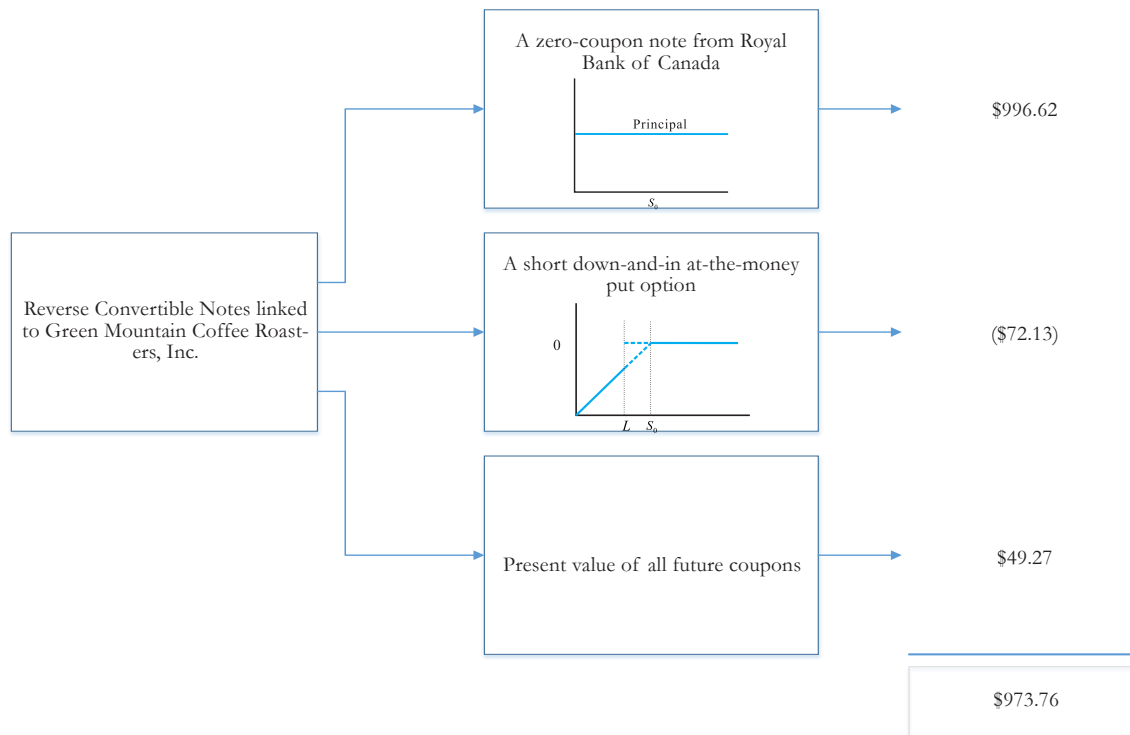 A zero-coupon note from Royal
Bank of Canada
Principal
S₀
$996.62
Reverse Convertible Notes linked
to Green Mountain Coffee Roast-
ers, Inc.
A short down-and-in at-the-money
put option
0
L S₀
($72.13)
Present value of all future coupons
$49.27
$973.76